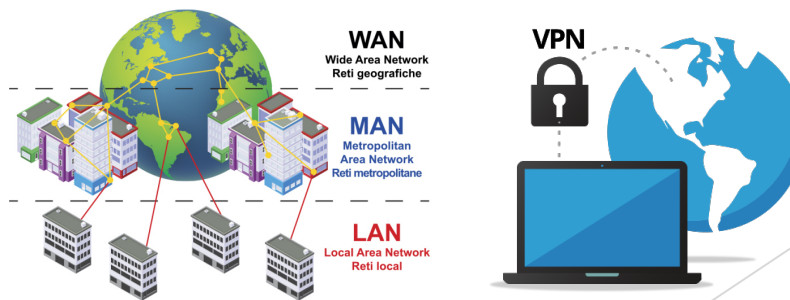 WAN
Wide Area Network
Reti geografiche
MAN
Metropolitan
Area Network
Reti metropolitane
LAN
Local Area Network
Reti local
VPN